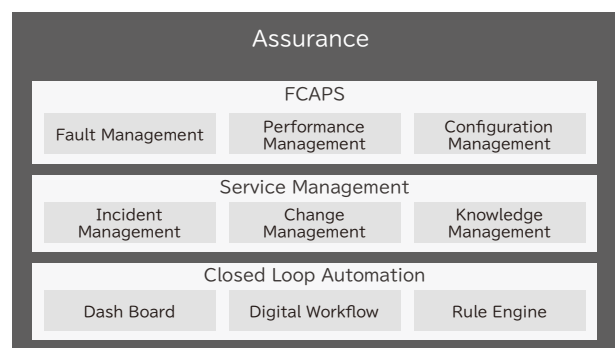 Assurance
FCAPS
Fault Management
Performance
Management
Configuration
Management
Service Management
Incident
Management
Change
Management
Knowledge
Management
Closed Loop Automation
Dash Board
Digital Workflow
Rule Engine